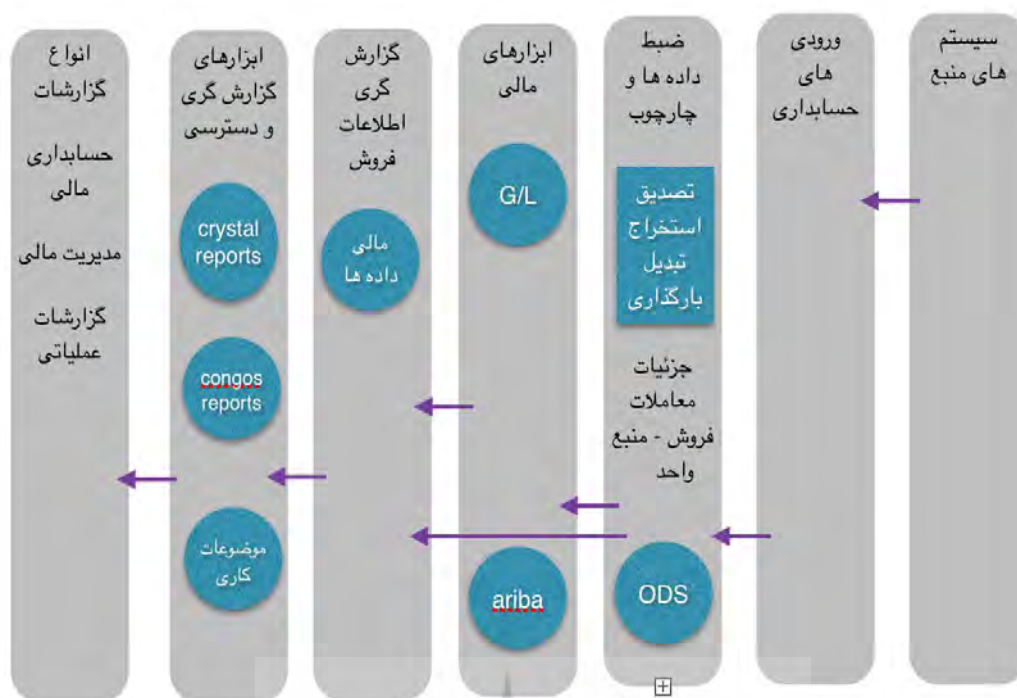 سیستم
های منبع
ورودی
های
حسابداری
ضبط
داده ها و
چارچوب
تصدیق
استخراج
تبدیل
بارگذاری
جزئیات
معاملات
فروش - منبع
واحد
ODS
ابزارهای
مالی
G/L
ariba
گزارش
گری
اطلاعات
فروش
مالی
داده ها
ابزارهای
گزارش گری
و دسترسی
crystal
reports
congos
reports
موضوعات
کاری
انواع
گزارشات
حسابداری
مالی
مدیریت مالی
گزارشات
عملیاتی